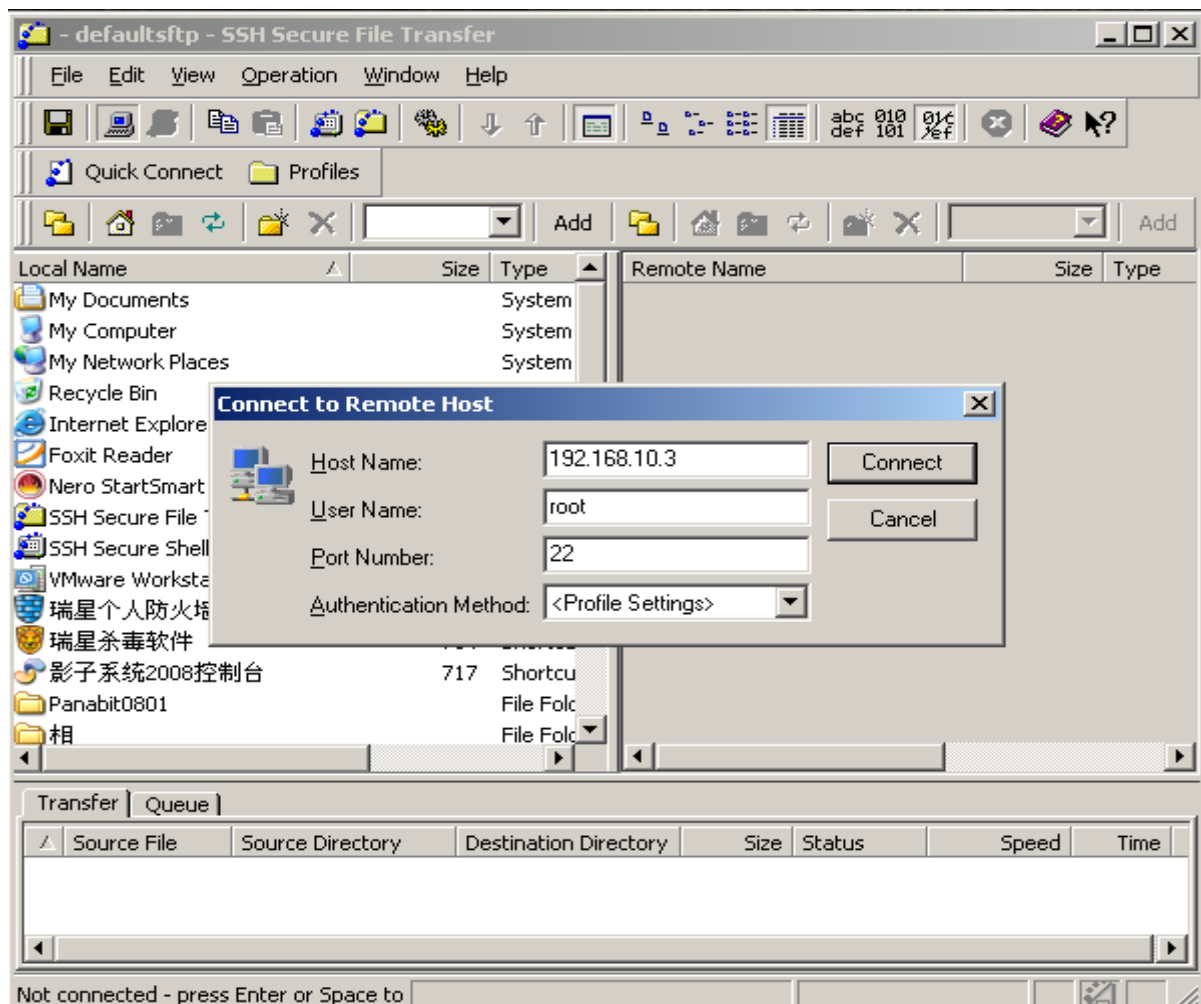 - defaultsftp - SSH Secure File Transfer
File Edit View Operation Window Help
abc def 010 101
Quick Connect Profiles
Add Add
Local Name Size Type Remote Name Size Type
My Documents System
My Computer System
My Network Places System
Recycle Bin
Internet Explore
Foxit Reader
Nero StartSmart
SSH Secure File
SSH Secure Shell
VMware Worksta
瑞星个人防火墙
瑞星杀毒软件
影子系统2008控制台 717 Shortcu
Panabit0801 File Fold
相 File Fold
Connect to Remote Host
Host Name: 192.168.10.3 Connect
User Name: root Cancel
Port Number: 22
Authentication Method: <Profile Settings>
Transfer Queue
Source File Source Directory Destination Directory Size Status Speed Time
Not connected - press Enter or Space to